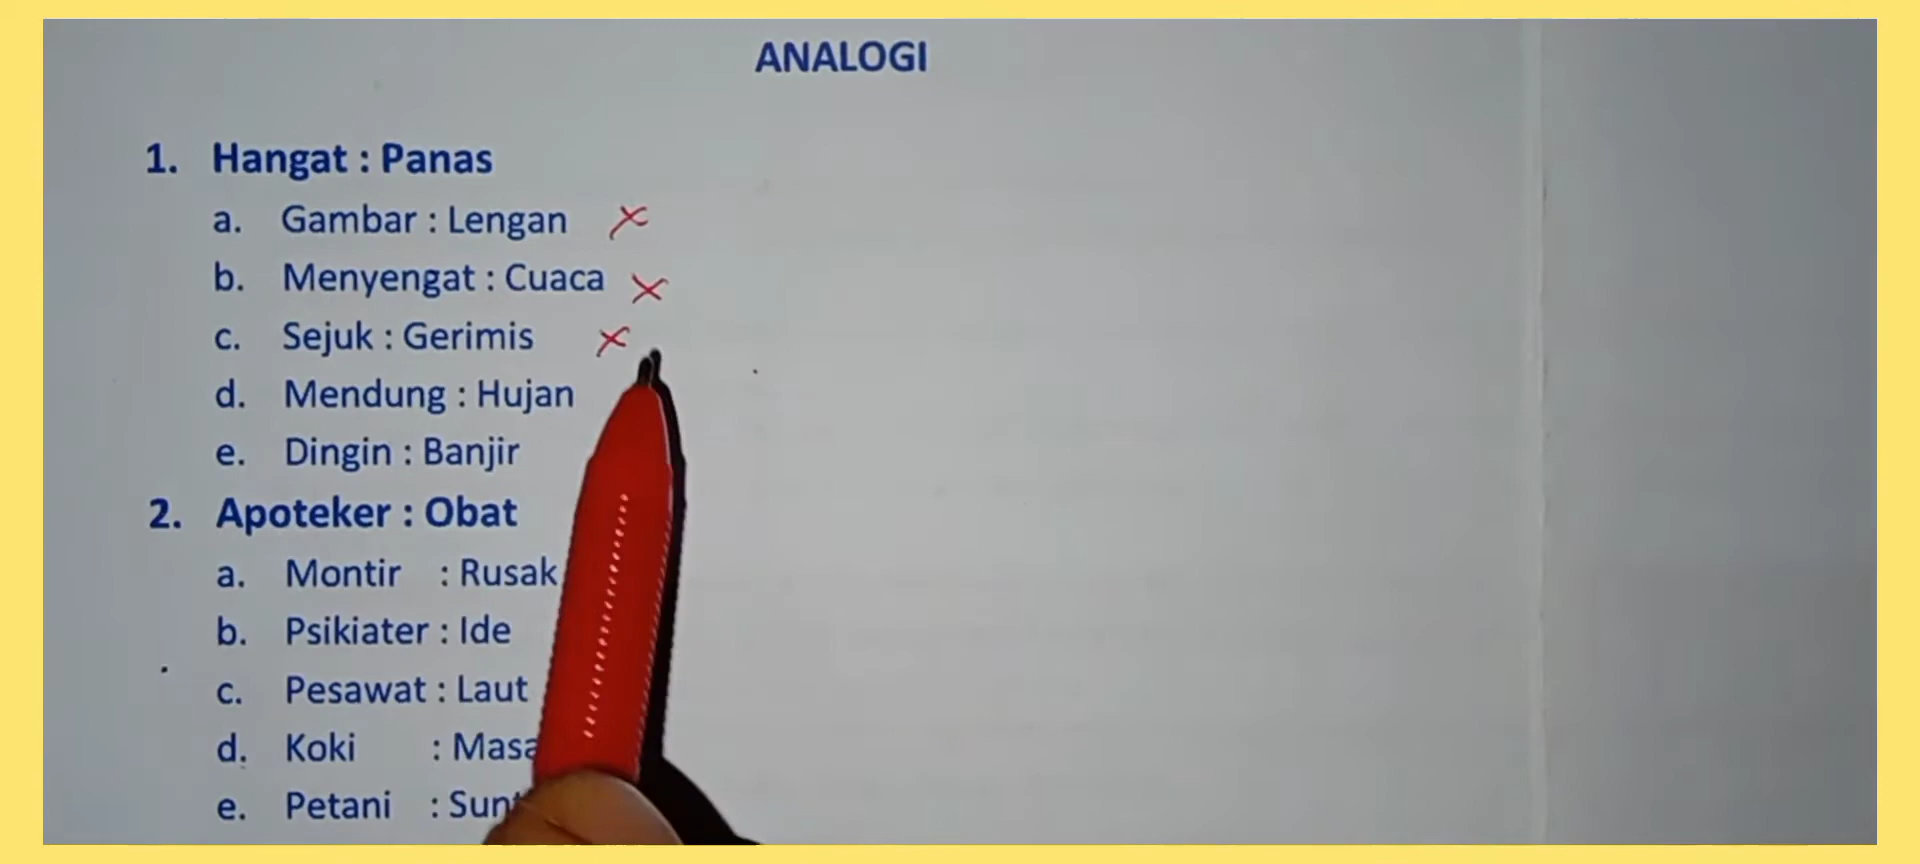 ANALOGI
1. Hangat : Panas
a. Gambar : Lengan
b. Menyengat : Cuaca
c. Sejuk : Gerimis
d. Mendung : Hujan
e. Dingin : Banjir
2. Apoteker : Obat
a. Montir : Rusak
b. Psikiater : Ide
c. Pesawat : Laut
d. Koki :
e. Petani :